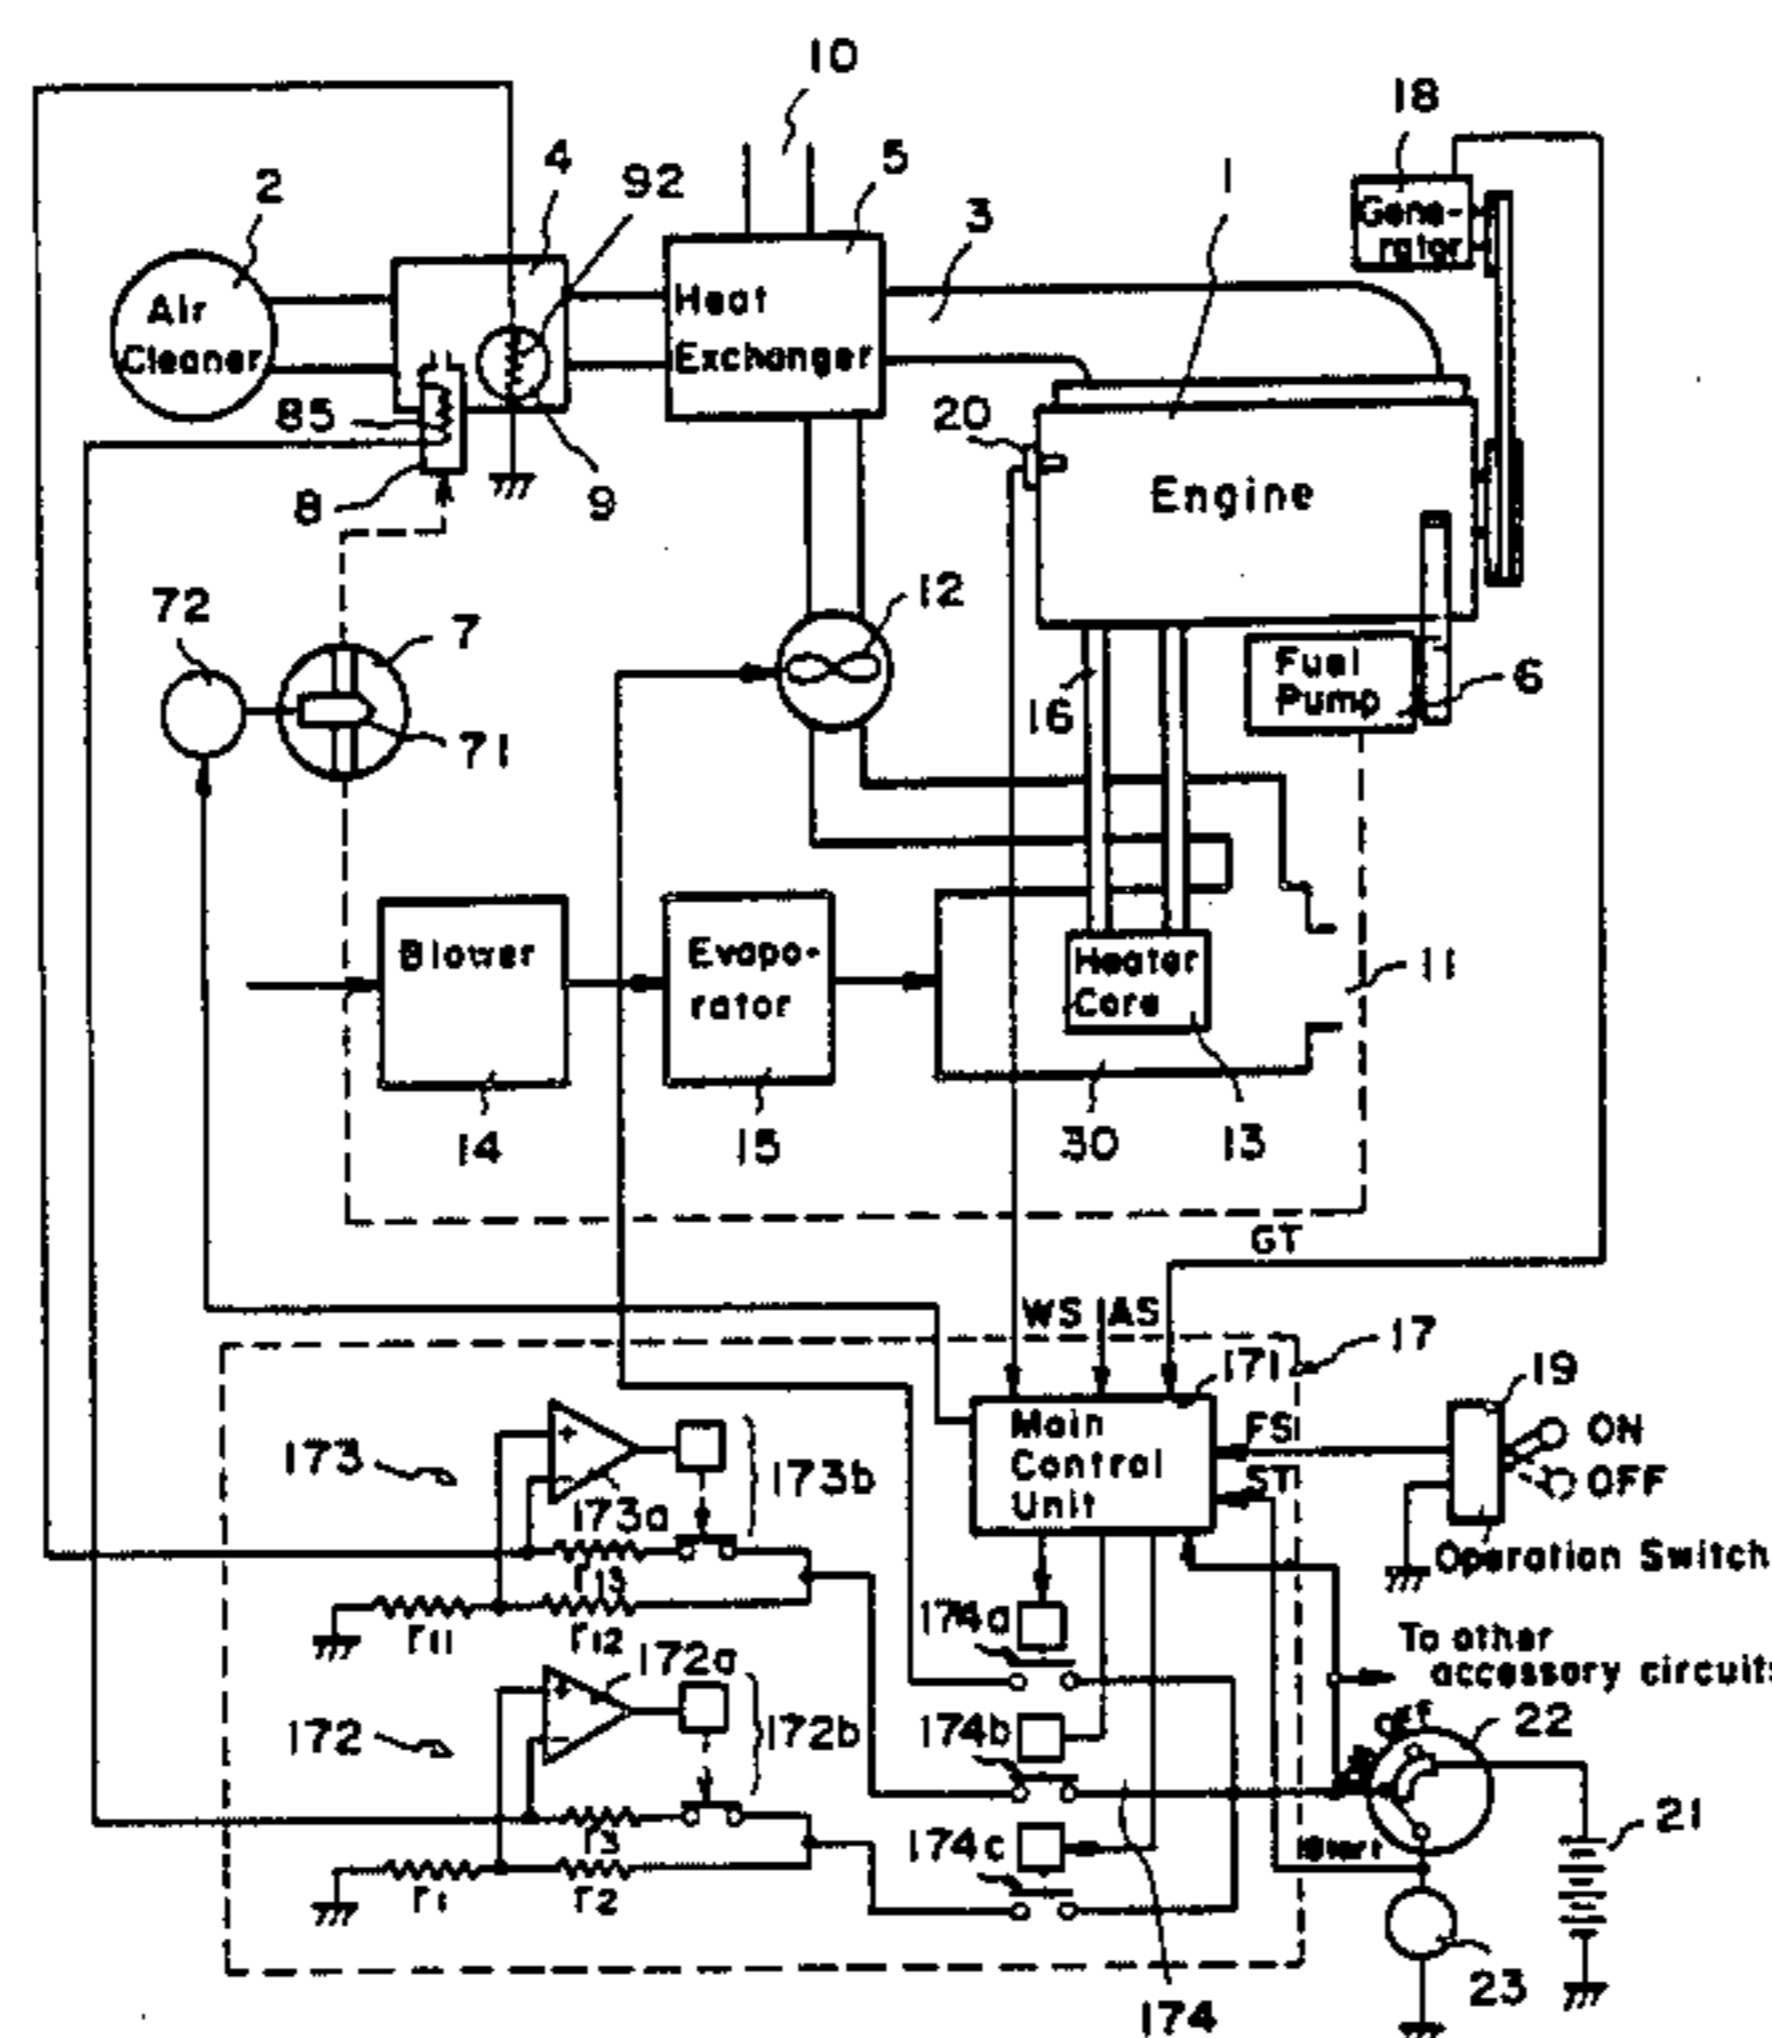 10
18
4
92
5
1
2
3
Gene-
rator
Air
Cleaner
Heat
Exchanger
85
20
8
9
Engine
72
7
12
Fuel
Pump
6
16
71
Blower
Evapo-
rator
Heater
Core
11
14
15
30
13
GT
WS
IAS
17
171
19
Main
Control
Unit
FS
ST
ON
OFF
173
173b
173a
Operation Switch
r13
r11
r12
174a
To other
accessory circuits
172a
172
172b
174b
OFF
22
r3
174c
Start
21
r1
r2
23
174